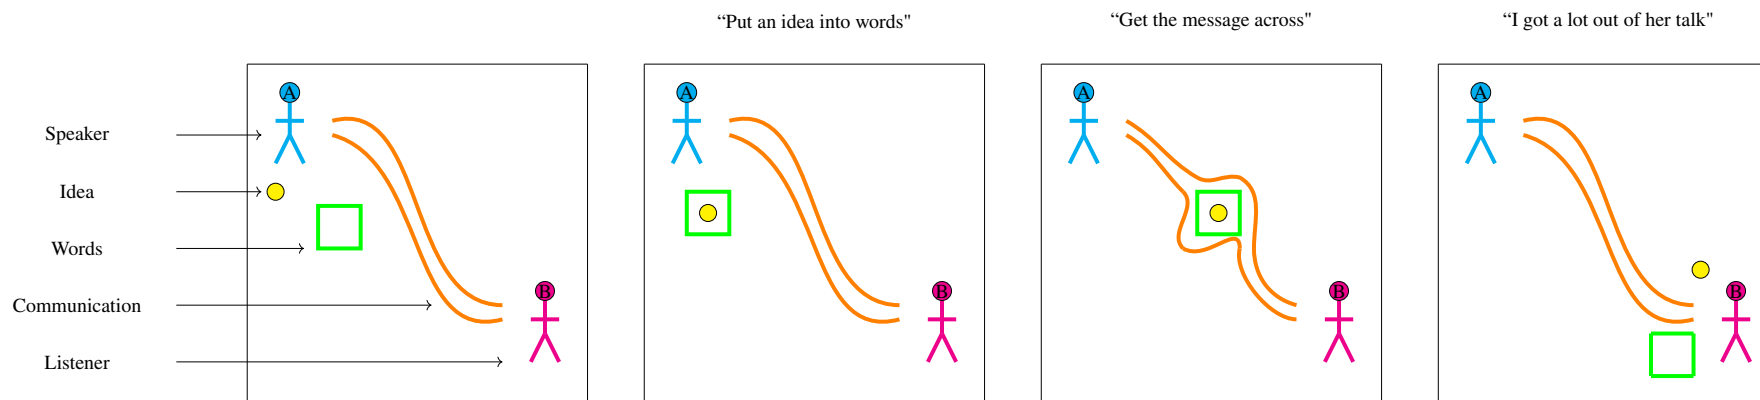 “Put an idea into words"
“Get the message across"
“I got a lot out of her talk"
A
A
A
A
Speaker
Idea
Words
Communication
B
B
B
B
Listener